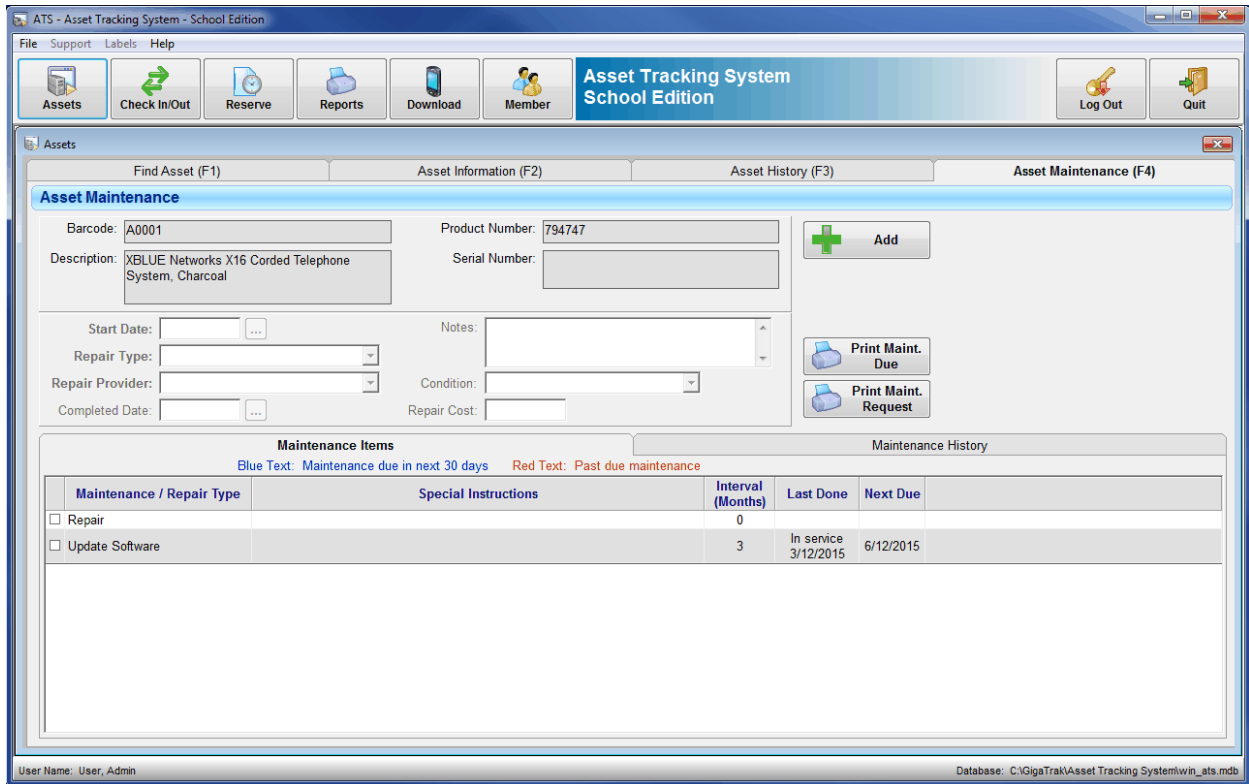 ATS - Asset Tracking System - School Edition
File Support Labels Help
Assets Check In/Out Reserve Reports Download Member
Asset Tracking System
School Edition
Log Out Quit
Assets
Find Asset (F1) Asset Information (F2) Asset History (F3) Asset Maintenance (F4)
Asset Maintenance
Barcode: A0001 Product Number: 794747
Add
Description: XBLUE Networks X16 Corded Telephone
System, Charcoal
Serial Number:
Start Date: ... Notes:
Repair Type:
Print Maint.
Due
Repair Provider: Condition:
Print Maint.
Request
Completed Date: ... Repair Cost:
Maintenance Items Maintenance History
Blue Text: Maintenance due in next 30 days Red Text: Past due maintenance
Maintenance / Repair Type Special Instructions Interval
(Months) Last Done Next Due
Repair 0
Update Software 3 In service
3/12/2015 6/12/2015
User Name: User, Admin Database: C:\GigaTrak\Asset Tracking System\win_ats.mdb